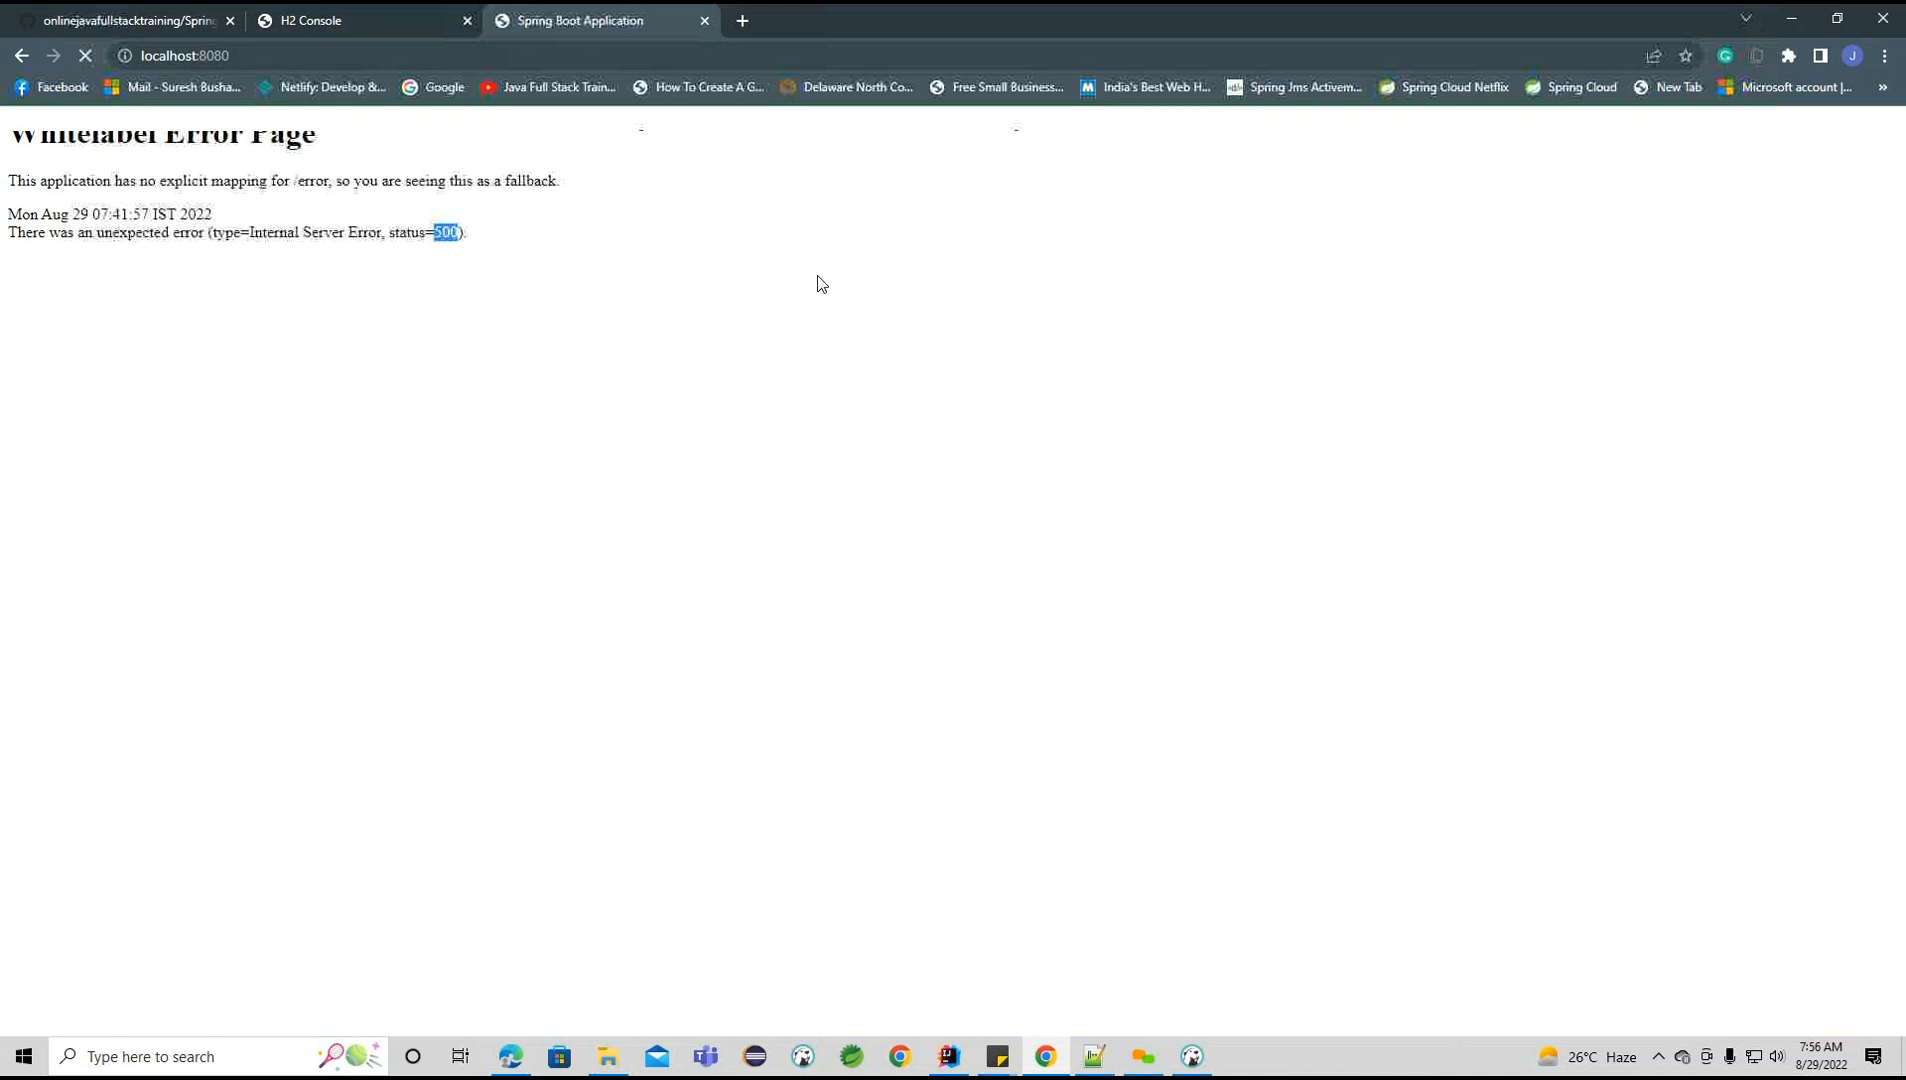 onlinejavafullstacktraining/Spring
H2 Console
Spring Boot Application
localhost:8080
Facebook
Mail - Suresh Busha...
Netlify: Develop &...
Google
Java Full Stack Train...
How To Create A G...
Delaware North Co...
Free Small Business...
India's Best Web H...
Spring Jms Activem...
Spring Cloud Netflix
Spring Cloud
New Tab
Microsoft account |...
»
Whitelabel Error Page
This application has no explicit mapping for /error, so you are seeing this as a fallback.
Mon Aug 29 07:41:57 IST 2022
There was an unexpected error (type=Internal Server Error, status=500).
Type here to search
26°C Haze
7:56 AM
8/29/2022